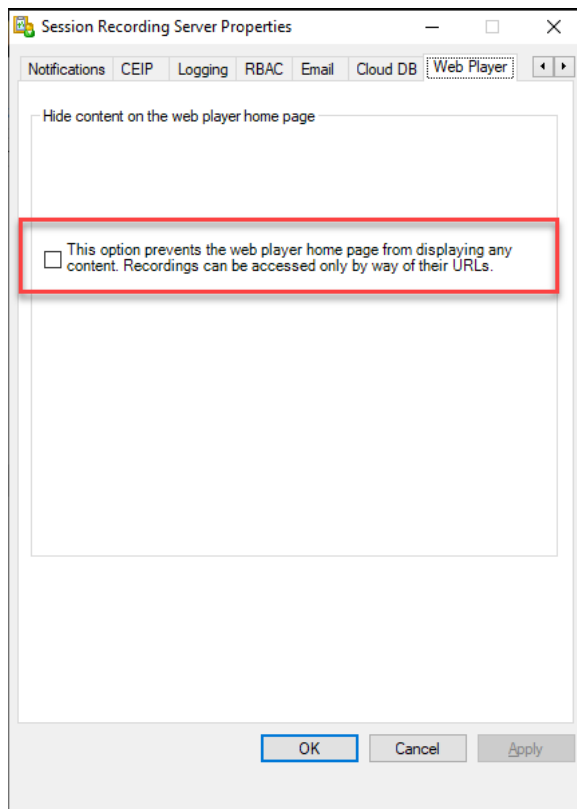 Session Recording Server Properties
Notifications CEIP Logging RBAC Email Cloud DB Web Player
Hide content on the web player home page
This option prevents the web player home page from displaying any
content. Recordings can be accessed only by way of their URLs.
OK Cancel Apply